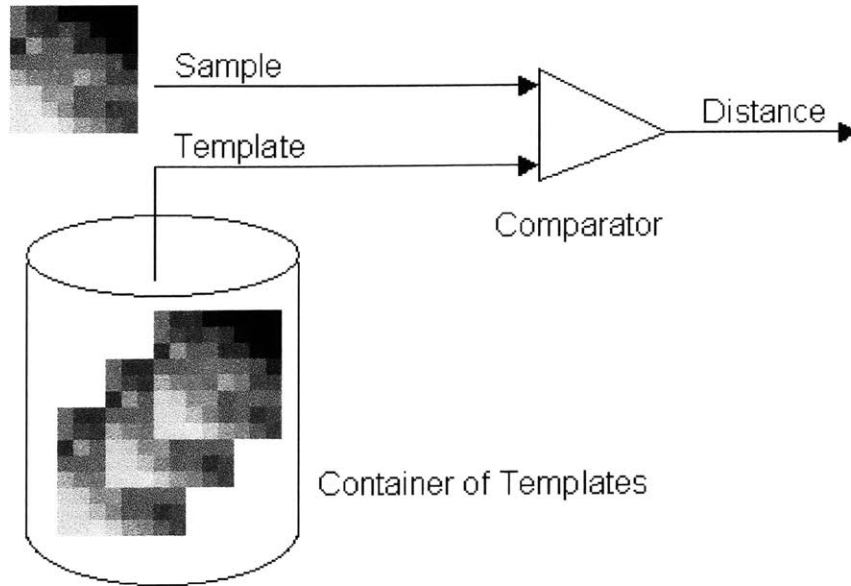 Sample
Distance
Template
Comparator
Container of Templates